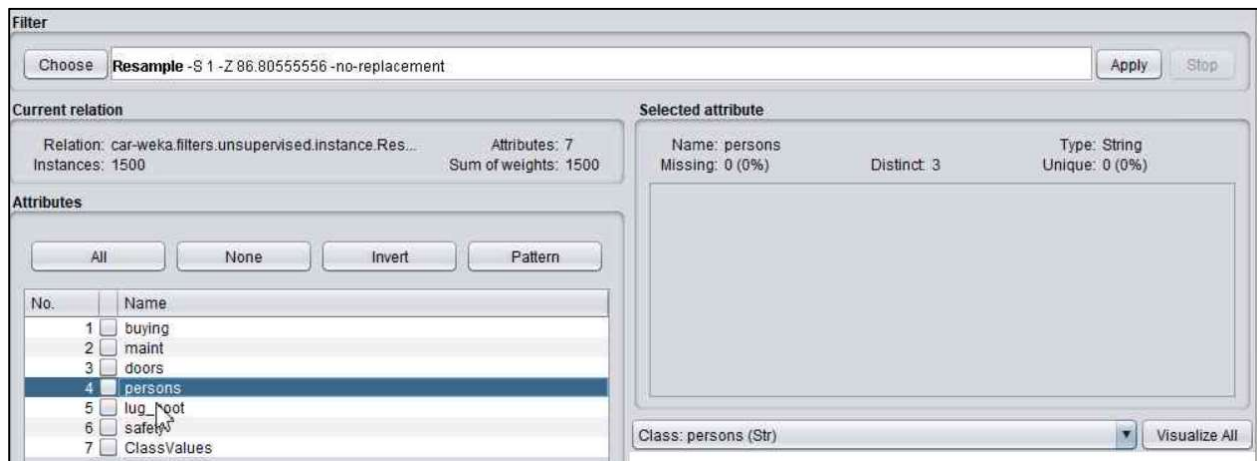 Filter
Choose Resample -S 1 -Z 86.80555556 -no-replacement Apply Stop
Current relation
Relation: car-weka.filters.unsupervised.instance.Res... Attributes: 7
Instances: 1500 Sum of weights: 1500
Selected attribute
Name: persons Type: String
Missing: 0 (0%) Distinct: 3 Unique: 0 (0%)
Attributes
All None Invert Pattern
No. Name
1 buying
2 maint
3 doors
4 persons
5 lug_boot
6 safety
7 ClassValues
Class: persons (Str) Visualize All